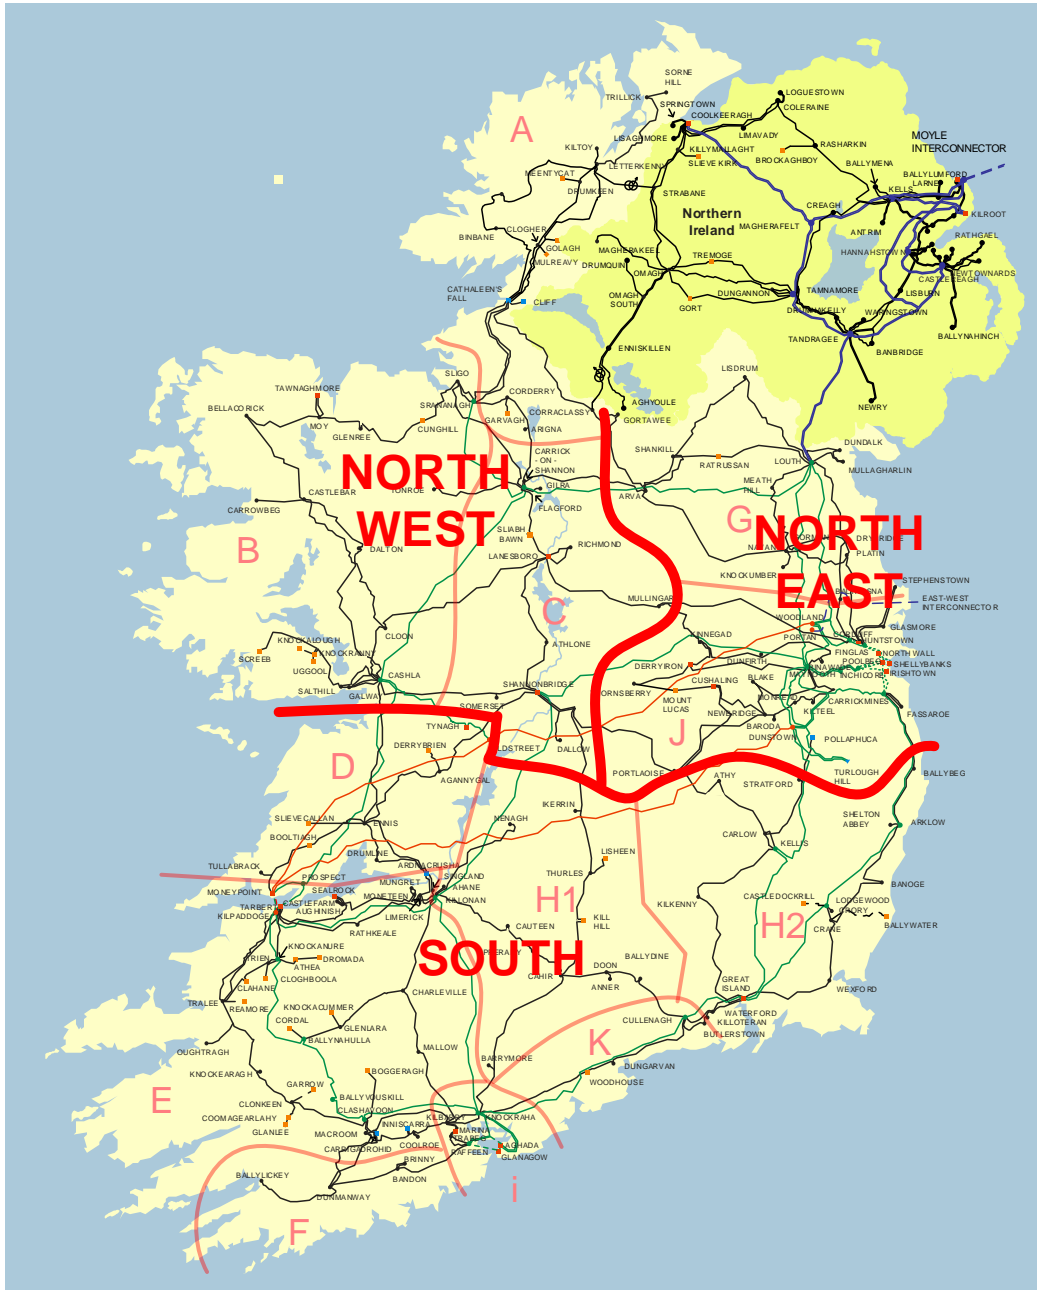 SORNE
HILL
TRILLICK
SPRINGTOWN
COOLKEERAGH
LOGUESTOWN
COLERAINE
LISAGHMORE
LIMAVADY
A
KILTOY
KILLYMALLAGHT
SLIEVE KIRK
BROCKAGHBOY
RASHARKIN
MOYLE
INTERCONNECTOR
BALLYMENA
LETTERKENNY
MEENTYCAT
DRUMKEEN
STRABANE
BALLYLUMFORD
LARNE
KELLS
CREAGH
KILROOT
Northern
Ireland
MAGHERAFELT
ANTRIM
RATHGAEL
BINBANE
CLOGHER
GOLAGH
MULREAVY
MAGHERAKEEL
DRUMQUIN
OMAGH
TREMOGE
HANNAHSTOWN
CASTLEREAGH
NEWTOWNARDS
CATHALEEN'S
FALL
CLIFF
OMAGH
SOUTH
GORT
DUNGANNON
TAMNAMORE
LISBURN
DRUMNAKELLY
WARINGSTOWN
TANDRAGEE
BALLYNAHINCH
BANBRIDGE
ENNISKILLEN
SLIGO
LISDRUM
TAWNAGHMORE
CORDERRY
SRANANAGH
CORRACLASSY
AGHYOULE
NEWRY
BELLACORICK
GARVAGH
GORTAWEE
MOY
CUNGHILL
ARIGNA
GLENREE
DUNDALK
CARRICK
- ON -
SHANNON
SHANKILL
RATRUSSAN
LOUTH
MULLAGHARLIN
NORTH
WEST
TONROE
GILRA
ARVA
MEATH
HILL
CASTLEBAR
CARROWBEG
FLAGFORD
G
NORTH
EAST
SLIABH
BAWN
B
DALTON
LANESBORO
RICHMOND
PLATIN
KNOCKUMBER
STEPHENSTOWN
C
MULLINGAR
EAST-WEST
INTERCONNECTOR
WOODLAND
CLOON
PORTAN
CORDUFF
GLASMORE
HUNTSTOWN
KINNEGAD
KNOCKALOUGH
KNOCKRANNY
ATHLONE
FINGLAS
NORTH WALL
SCREEB
UGGOOL
DERRYIRON
DUNFIRTH
POOLBEG
SHELLYBANKS
CASHLA
MAYNOOTH
INCHICORE
IRISHTOWN
SALTHILL
GALWAY
SHANNONBRIDGE
CUSHALING
BLAKE
MOUNT
LUCAS
CARRICKMINES
SOMERSET
NEWBRIDGE
KILTEEL
FASSAROE
TYNAGH
BARODA
DERRYBRIEN
DALLOW
J
DUNSTOWN
POLLAPHUCA
D
AGANNYGAL
PORTLAOISE
ATHY
STRATFORD
TURLOUGH
HILL
BALLYBEG
IKERRIN
SLIEVECALLAN
ENNIS
NENAGH
SHELTON
ABBEY
ARKLOW
BOOLTIAGH
CARLOW
KELLIS
DRUMLINE
LISHEEN
TULLABRACK
ARDNACRUSHA
THURLES
PROSPECT
SINGLAND
MUNGRET
AHANE
MONEYPOINT
SEALROCK
MONETEEN
KILLONAN
H1
BANOGE
TARBERT
CASTLEFARM
AUGHINISH
KILPADDOGE
LIMERICK
KILKENNY
CASTLEDOCKRILL
LODGEWOOD
CRORY
KILL
HILL
CAUTEEN
RATHKEALE
H2
CRANE
BALLYWATER
KNOCKANURE
SOUTH
TRIEN
ATHEA
DROMADA
CLOGHBOOLA
CAHIR
DOON
BALLYDINE
ANNER
CLAHANE
CHARLEVILLE
GREAT
ISLAND
WEXFORD
TRALEE
REAMORE
KNOCKACUMMER
CORDAL
GLENLARA
CULLENAGH
WATERFORD
KILLOTERAN
BUTLERSTOWN
BALLYNAHULLA
OUGHTRAGH
MALLOW
K
BARRYMORE
DUNGARVAN
KNOCKEARAGH
BOGGERAGH
WOODHOUSE
GARROW
E
CLONKEEN
BALLYVOUSKILL
CLASHAVOON
COOMAGEARLAHY
GLANLEE
INNISCARRA
KILBARRY
KNOCKRAHA
MACROOM
MARINA
TRABEG
CARRIGADROHID
COOLROE
RAFFEEN
AGHADA
GLANAGOW
BRINNY
BALLYLICKEY
BANDON
DUNMANWAY
i
F